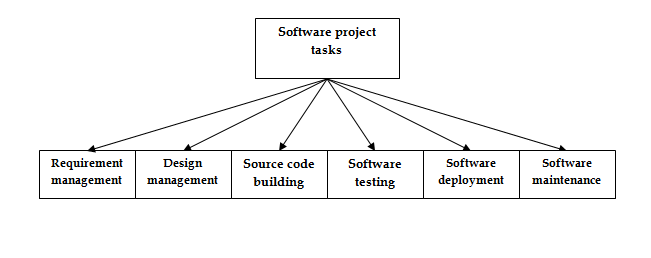 Software project
tasks
Requirement
management
Design
management
Source code
building
Software
testing
Software
deployment
Software
maintenance